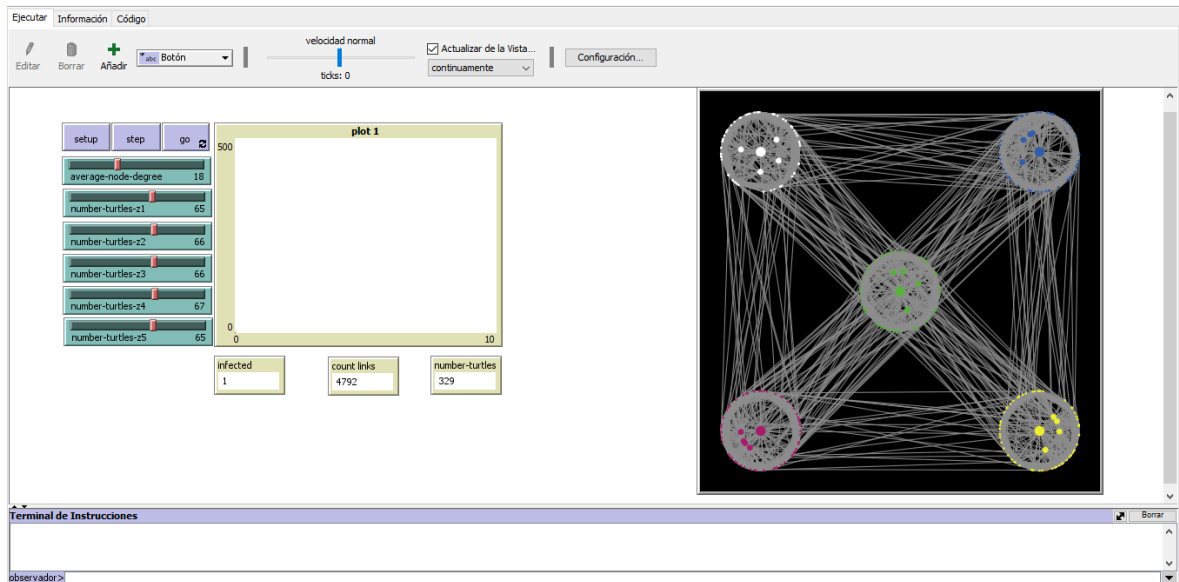 Ejecutar Información Código
Editar Borrar Añadir abc Botón velocidad normal ticks: 0 Actualizar de la Vista... continuamente Configuración...
setup step go
average-node-degree 18
number-turtles-z1 65
number-turtles-z2 66
number-turtles-z3 66
number-turtles-z4 67
number-turtles-z5 65
plot 1
500
0
0 10
infected
1
count links
4792
number-turtles
329
Terminal de Instrucciones Borrar
observador>